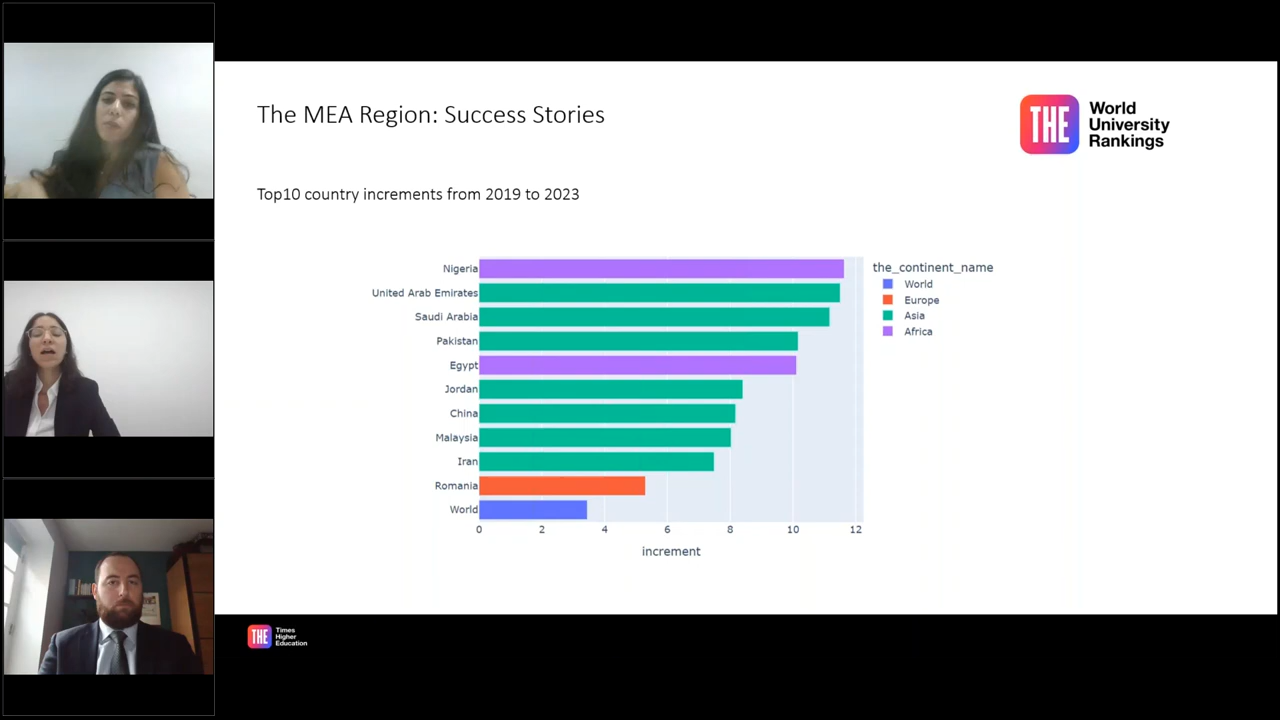 The MEA Region: Success Stories
THE
World
University
Rankings
Top10 country increments from 2019 to 2023
the_continent_name
World
Europe
Asia
Africa
Nigeria
United Arab Emirates
Saudi Arabia
Pakistan
Egypt
Jordan
China
Malaysia
Iran
Romania
World
0 2 4 6 8 10 12
increment
THE
Times
Higher
Education